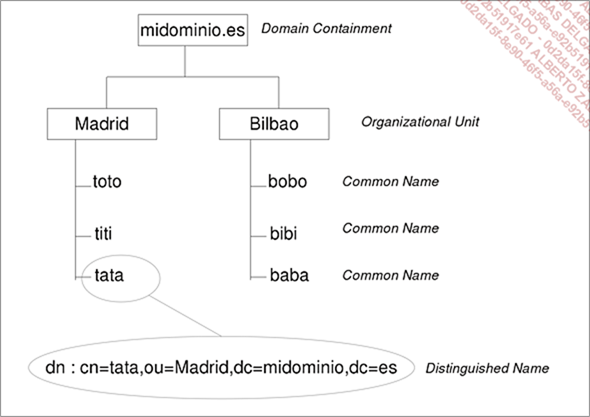 midominio.es Domain Containment
Madrid Bilbao Organizational Unit
toto bobo Common Name
titi bibi Common Name
tata baba Common Name
dn : cn=tata,ou=Madrid,dc=midominio,dc=es Distinguished Name